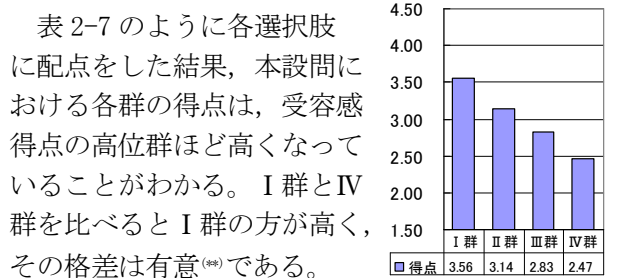 表 2-7 のように各選択肢
に配点をした結果，本設問に
おける各群の得点は，受容感
得点の高位群ほど高くなって
いることがわかる。Ⅰ群とⅣ
群を比べるとⅠ群の方が高く，
その格差は有意(**)である。
4.50
4.00
3.50
3.00
2.50
2.00
1.50
Ⅰ群 Ⅱ群 Ⅲ群 Ⅳ群
得点 3.56 3.14 2.83 2.47